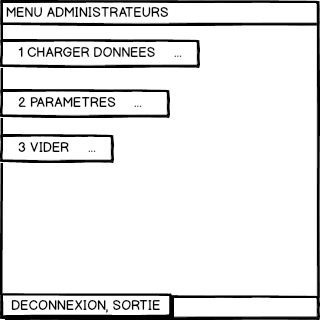 MENU ADMINISTRATEURS
1 CHARGER DONNEES ...
2 PARAMETRES ...
3 VIDER ...
DECONNEXION, SORTIE